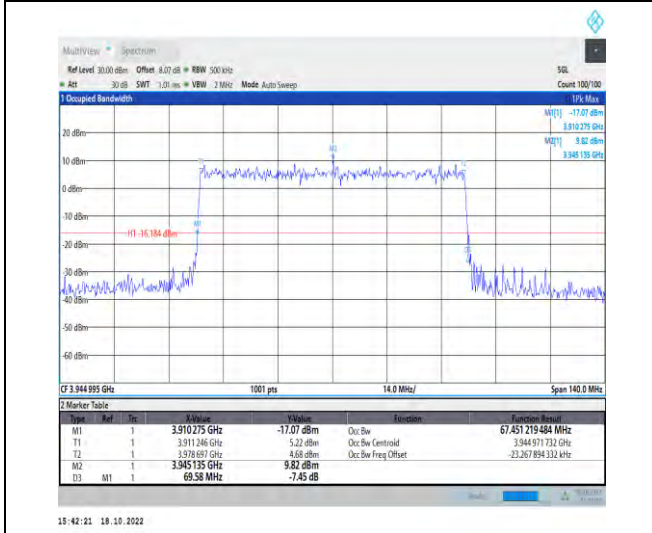 MultiView Spectrum
Ref Level 30.00 dBm Offset 8.07 dB RBW 500 kHz SGL
Att 30 dB SWT 1.01 ms VBW 2 MHz Mode Auto Sweep Count 100/100
1 Occupied Bandwidth 1Pk Max
M1[1] -17.07 dBm
3.910 275 GHz
M2[1] 9.82 dBm
3.945 135 GHz
20 dBm
M2
10 dBm
T1
T2
0 dBm
-10 dBm
M1
H1 -16.184 dBm
-20 dBm
D3
-30 dBm
-40 dBm
-50 dBm
-60 dBm
CF 3.944 995 GHz 1001 pts 14.0 MHz/ Span 140.0 MHz
2 Marker Table
Type Ref Trc X-Value Y-Value Function Function Result
M1 1 3.910 275 GHz -17.07 dBm Occ Bw 67.451 219 484 MHz
T1 1 3.911 246 GHz 5.22 dBm Occ Bw Centroid 3.944 971 732 GHz
T2 1 3.978 697 GHz 4.68 dBm Occ Bw Freq Offset -23.267 894 332 kHz
M2 1 3.945 135 GHz 9.82 dBm
D3 M1 1 69.58 MHz -7.45 dB
15:42:21 18.10.2022